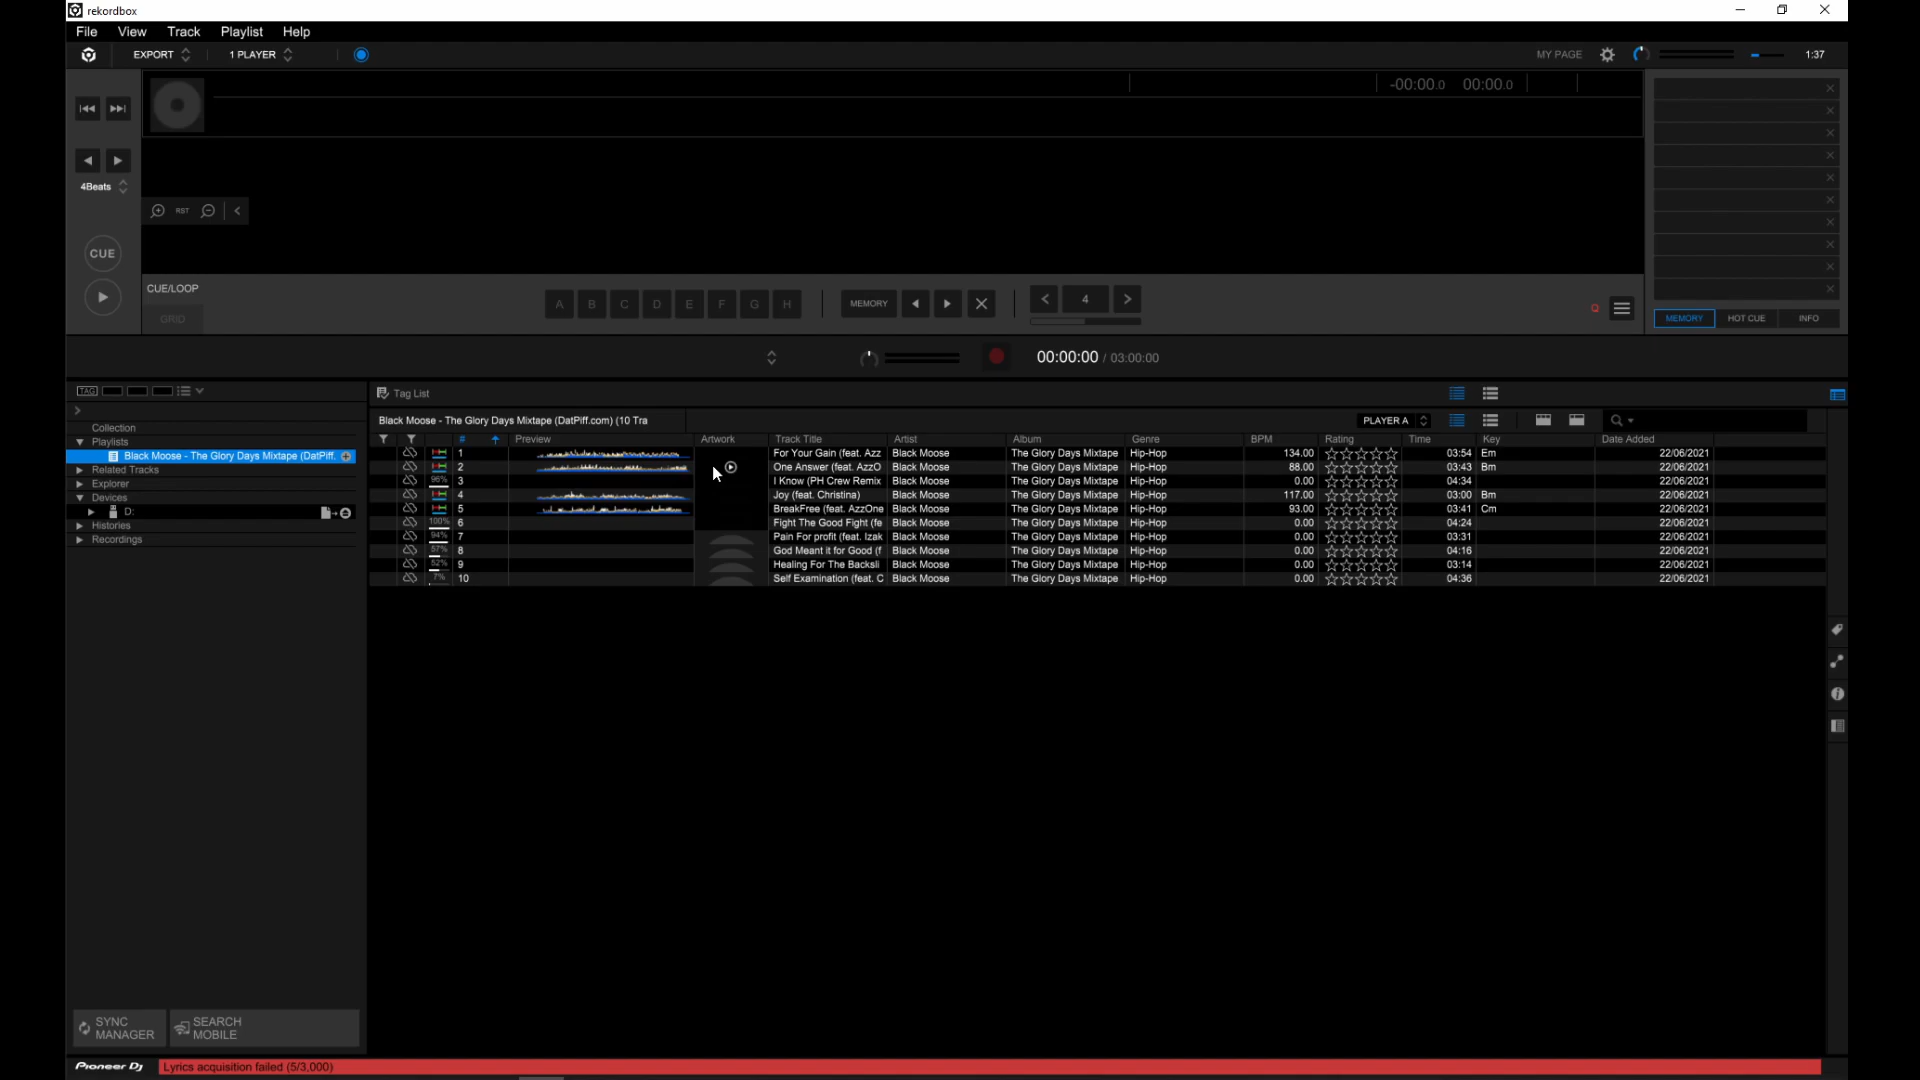 rekordbox
File View Track Playlist Help
EXPORT 1 PLAYER MY PAGE 1:37
-00:00.0 00:00.0
4Beats
RST
CUE
CUE/LOOP
GRID
A B C D E F G H MEMORY 4 Q
MEMORY HOT CUE INFO
00:00:00 / 03:00:00
TAG
Tag List
Black Moose - The Glory Days Mixtape (DatPiff.com) (10 Tra PLAYER A
Collection
Playlists
Black Moose - The Glory Days Mixtape (DatPiff.
Related Tracks
Explorer
Devices
D:
Histories
Recordings
# Preview Artwork Track Title Artist Album Genre BPM Rating Time Key Date Added
1 For Your Gain (feat. Azz Black Moose The Glory Days Mixtape Hip-Hop 134.00 03:54 Em 22/06/2021
2 One Answer (feat. AzzO Black Moose The Glory Days Mixtape Hip-Hop 88.00 03:43 Bm 22/06/2021
96% 3 I Know (PH Crew Remix Black Moose The Glory Days Mixtape Hip-Hop 0.00 04:34 22/06/2021
4 Joy (feat. Christina) Black Moose The Glory Days Mixtape Hip-Hop 117.00 03:00 Bm 22/06/2021
5 BreakFree (feat. AzzOne Black Moose The Glory Days Mixtape Hip-Hop 93.00 03:41 Cm 22/06/2021
100% 6 Fight The Good Fight (fe Black Moose The Glory Days Mixtape Hip-Hop 0.00 04:24 22/06/2021
94% 7 Pain For profit (feat. Izak Black Moose The Glory Days Mixtape Hip-Hop 0.00 03:31 22/06/2021
57% 8 God Meant it for Good (f Black Moose The Glory Days Mixtape Hip-Hop 0.00 04:16 22/06/2021
52% 9 Healing For The Backsli Black Moose The Glory Days Mixtape Hip-Hop 0.00 03:14 22/06/2021
7% 10 Self Examination (feat. C Black Moose The Glory Days Mixtape Hip-Hop 0.00 04:36 22/06/2021
SYNC
MANAGER
SEARCH
MOBILE
Pioneer Dj Lyrics acquisition failed (5/3,000)